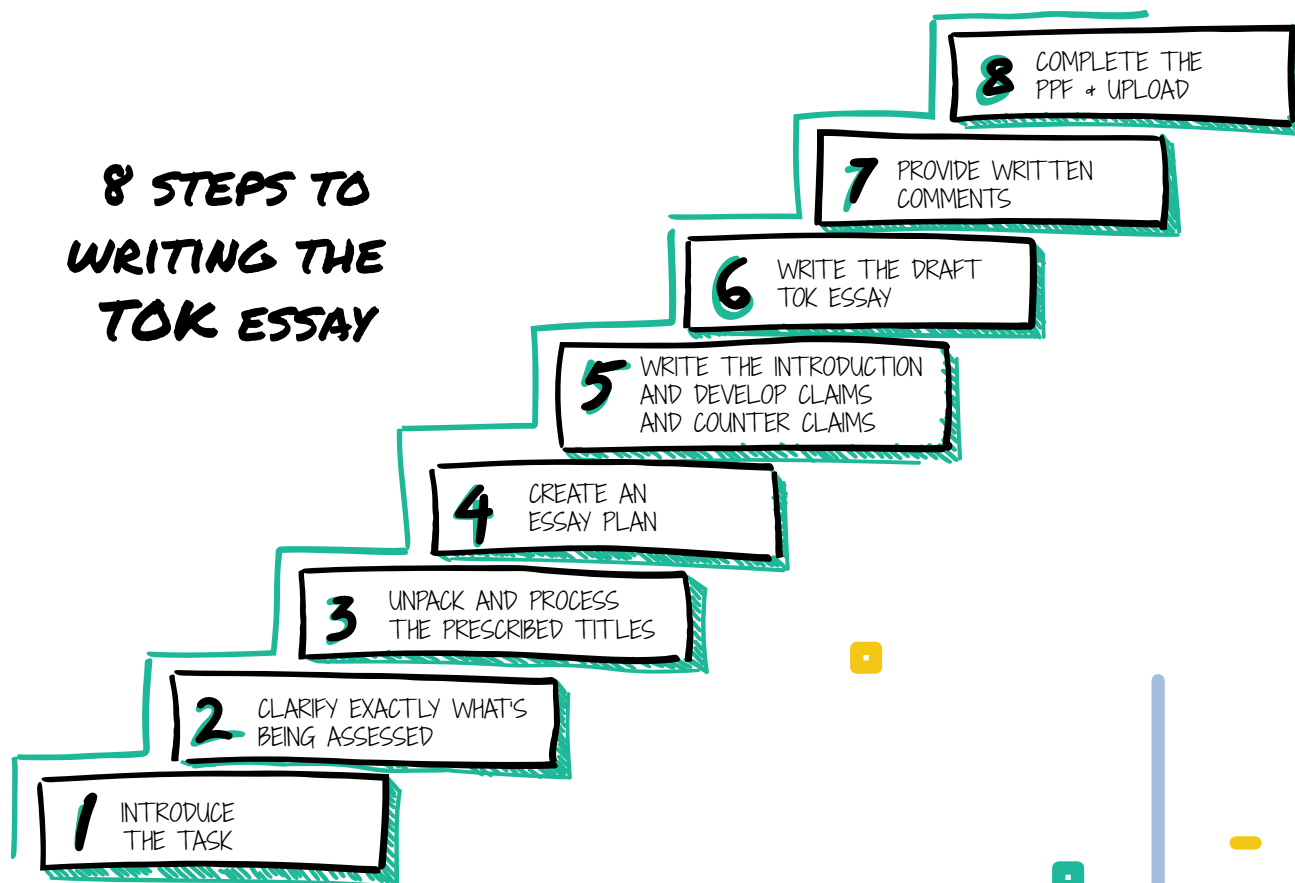 8 STEPS TO
WRITING THE
TOK ESSAY
8 COMPLETE THE
PPF & UPLOAD
7 PROVIDE WRITTEN
COMMENTS
6 WRITE THE DRAFT
TOK ESSAY
5 WRITE THE INTRODUCTION
AND DEVELOP CLAIMS
AND COUNTER CLAIMS
4 CREATE AN
ESSAY PLAN
3 UNPACK AND PROCESS
THE PRESCRIBED TITLES
2 CLARIFY EXACTLY WHAT'S
BEING ASSESSED
1 INTRODUCE
THE TASK